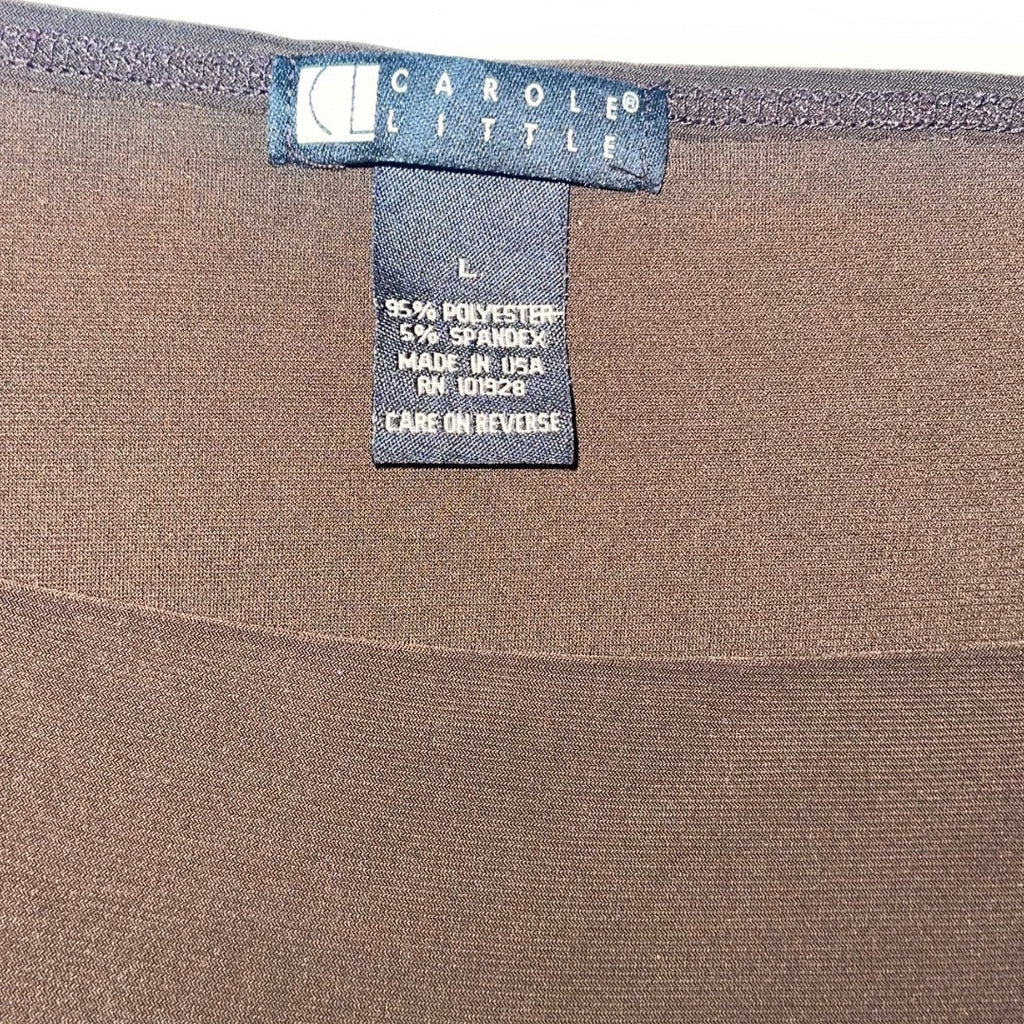 CL
CAROLE®
LITTLE
L
95% POLYESTER
5% SPANDEX
MADE IN USA
RN 101928
CARE ON REVERSE